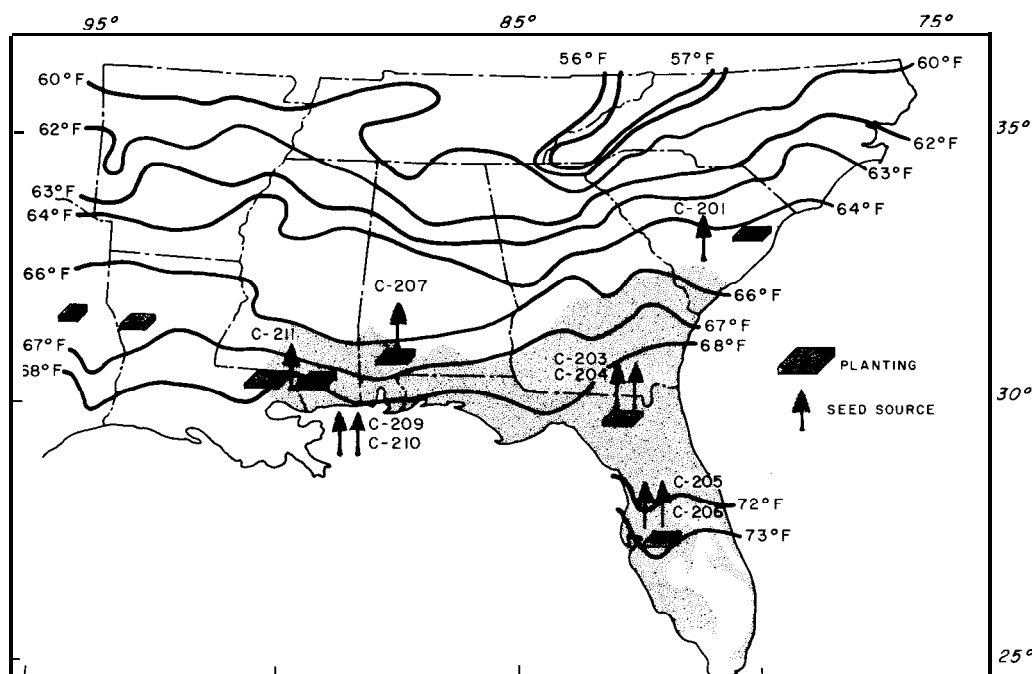 95° 85° 75°
56°F 57°F
60°F 60°F
62°F 35°
62°F
63°F
63°F
64°F C-201 64°F
66°F
C-207 66°F
C-211 67°F
67°F C-203 68°F
68°F C-204 PLANTING
30°
SEED SOURCE
C-209
C-210
C-205
72°F
C-206
73°F
25°